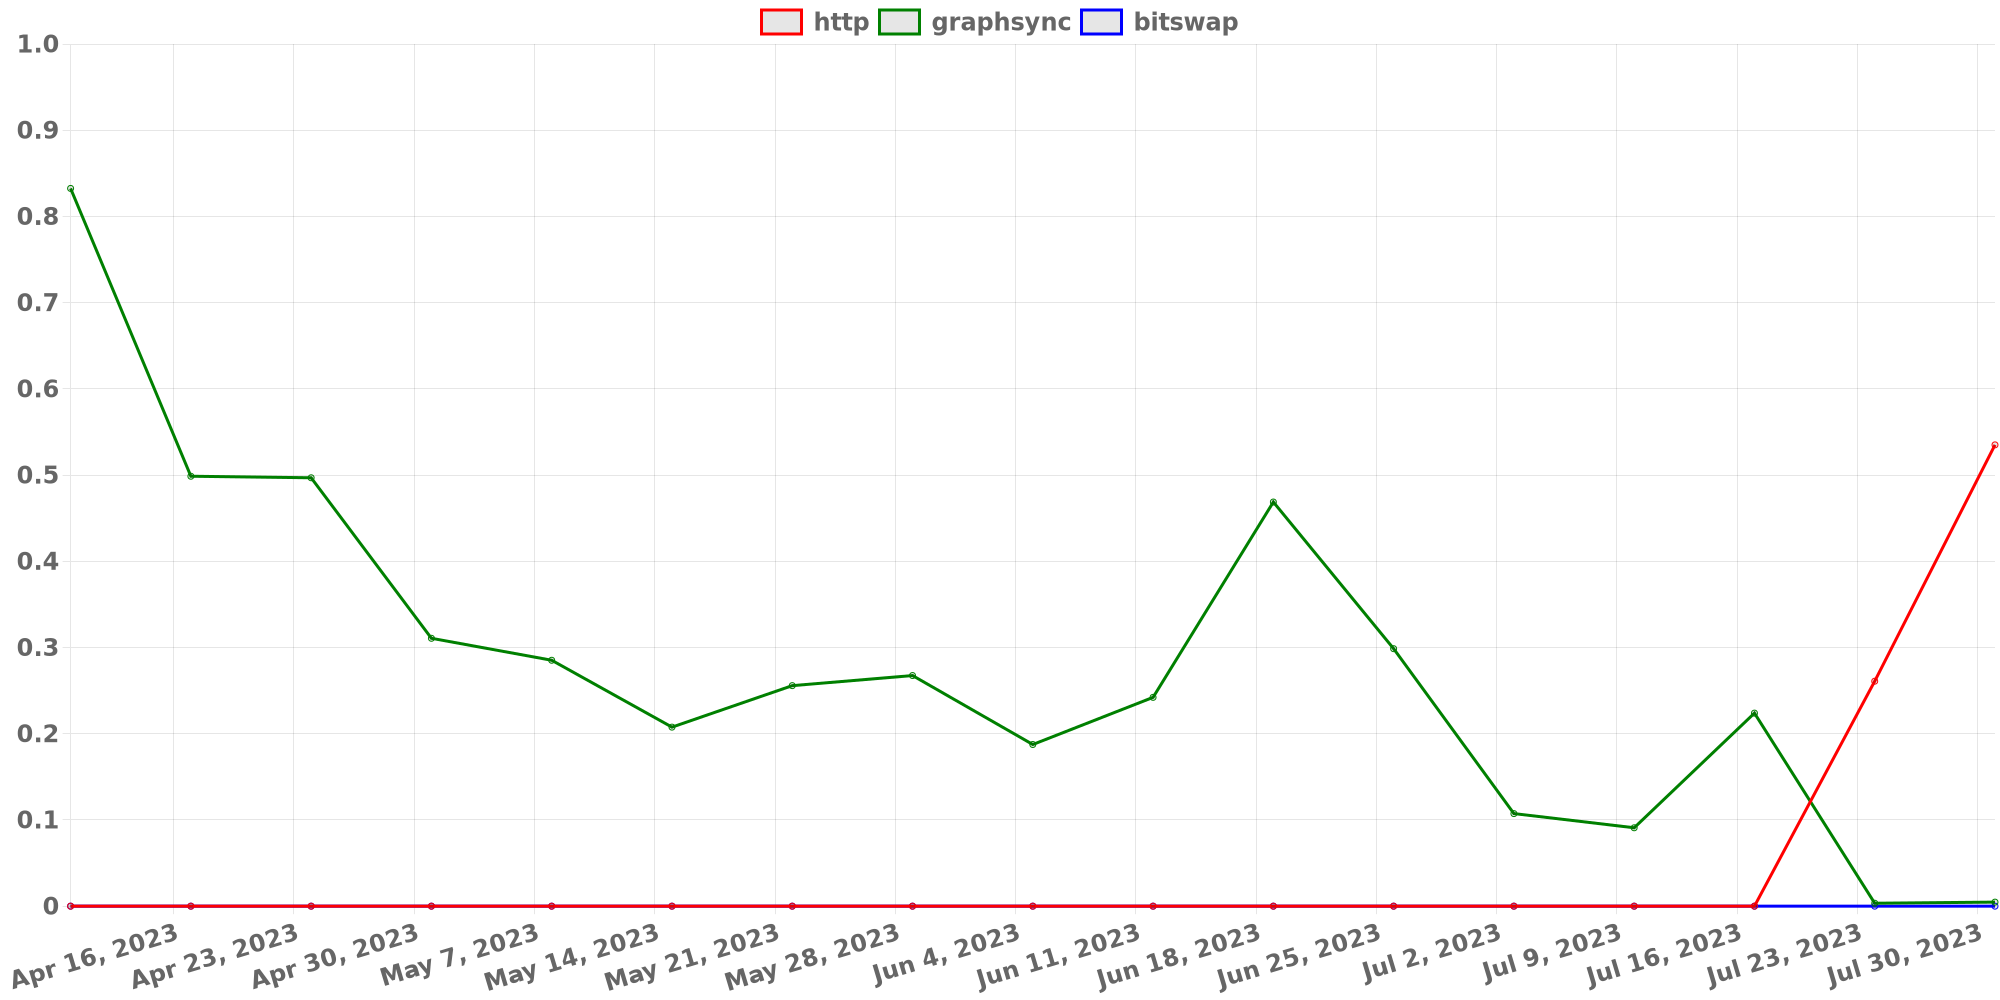 http graphsync bitswap
1.0
0.9
0.8
0.7
0.6
0.5
0.4
0.3
0.2
0.1
0
Apr 16, 2023
Apr 23, 2023
Apr 30, 2023
May 7, 2023
May 14, 2023
May 21, 2023
May 28, 2023
Jun 4, 2023
Jun 11, 2023
Jun 18, 2023
Jun 25, 2023
Jul 2, 2023
Jul 9, 2023
Jul 16, 2023
Jul 23, 2023
Jul 30, 2023